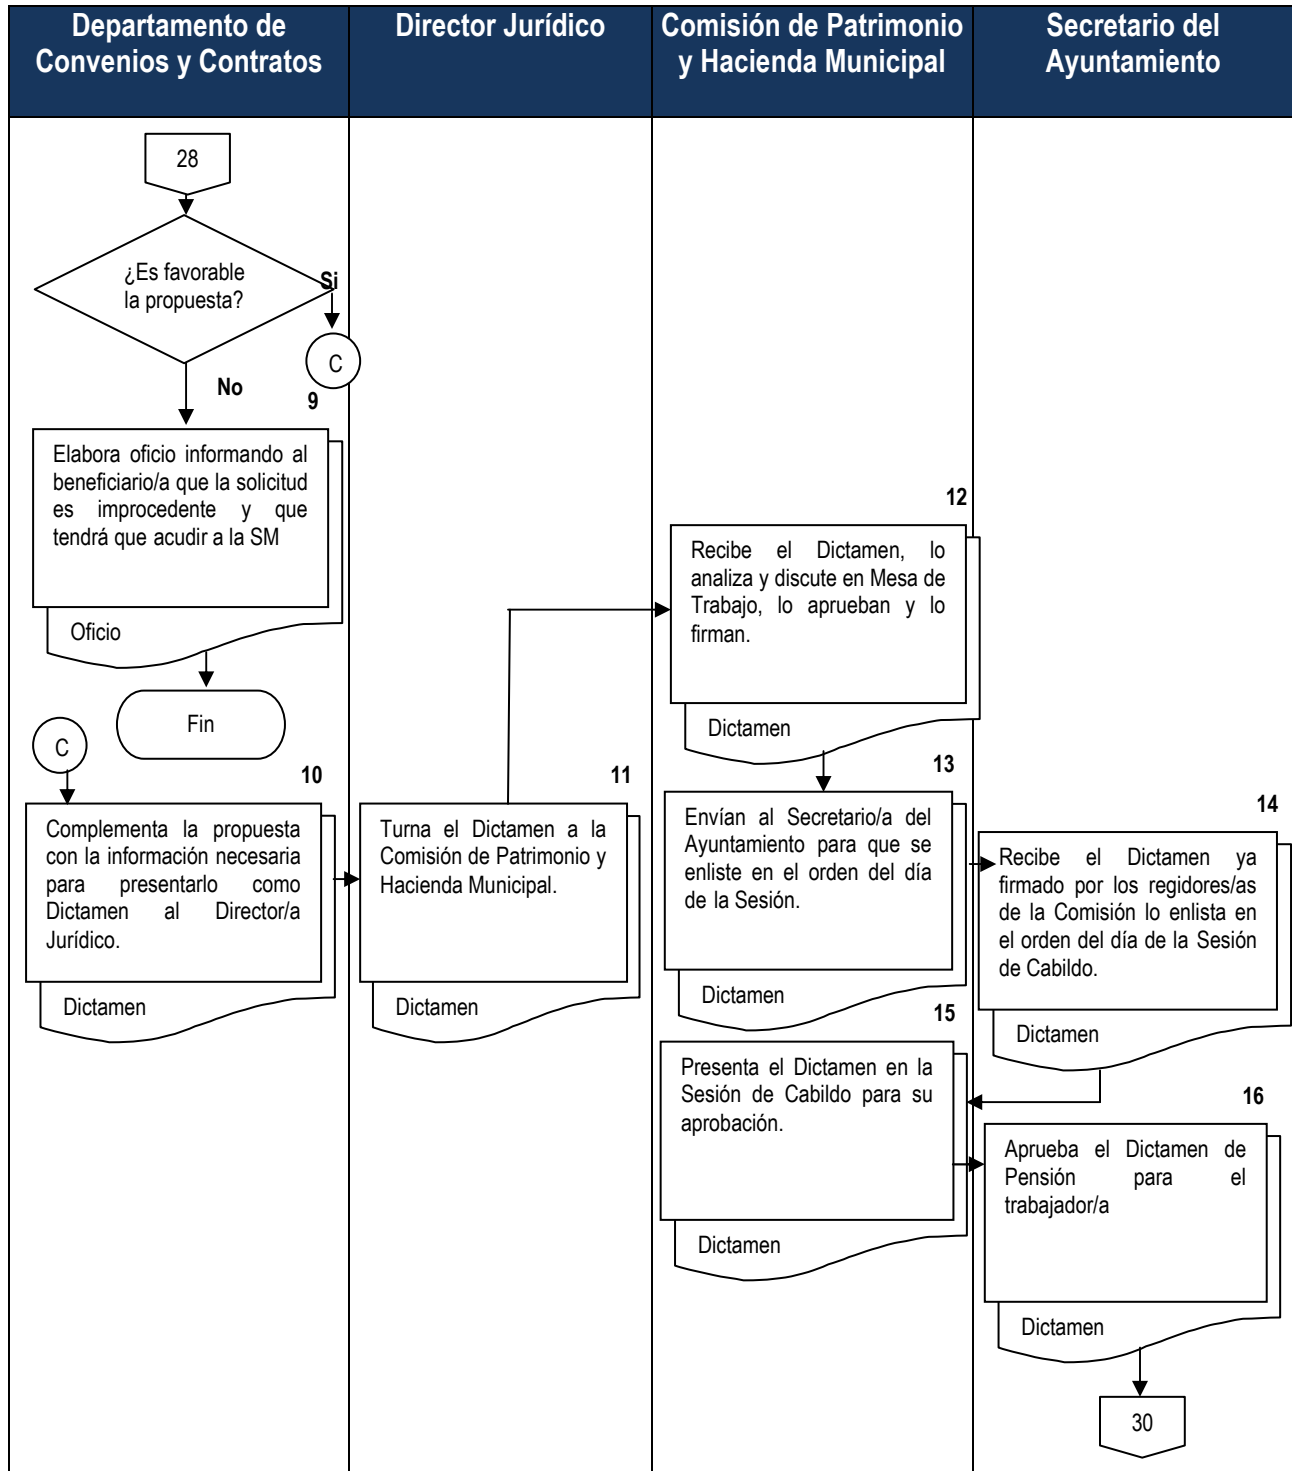 Departamento de
Convenios y Contratos
Director Jurídico
Comisión de Patrimonio
y Hacienda Municipal
Secretario del
Ayuntamiento
28
¿Es favorable
la propuesta?
Si
C
No
9
Elabora oficio informando al
beneficiario/a que la solicitud
es improcedente y que
tendrá que acudir a la SM
Oficio
Fin
C
10
Complementa la propuesta
con la información necesaria
para presentarlo como
Dictamen al Director/a
Jurídico.
Dictamen
11
Turna el Dictamen a la
Comisión de Patrimonio y
Hacienda Municipal.
Dictamen
12
Recibe el Dictamen, lo
analiza y discute en Mesa de
Trabajo, lo aprueban y lo
firman.
Dictamen
13
Envían al Secretario/a del
Ayuntamiento para que se
enliste en el orden del día
de la Sesión.
Dictamen
14
Recibe el Dictamen ya
firmado por los regidores/as
de la Comisión lo enlista en
el orden del día de la Sesión
de Cabildo.
Dictamen
15
Presenta el Dictamen en la
Sesión de Cabildo para su
aprobación.
Dictamen
16
Aprueba el Dictamen de
Pensión para el
trabajador/a
Dictamen
30